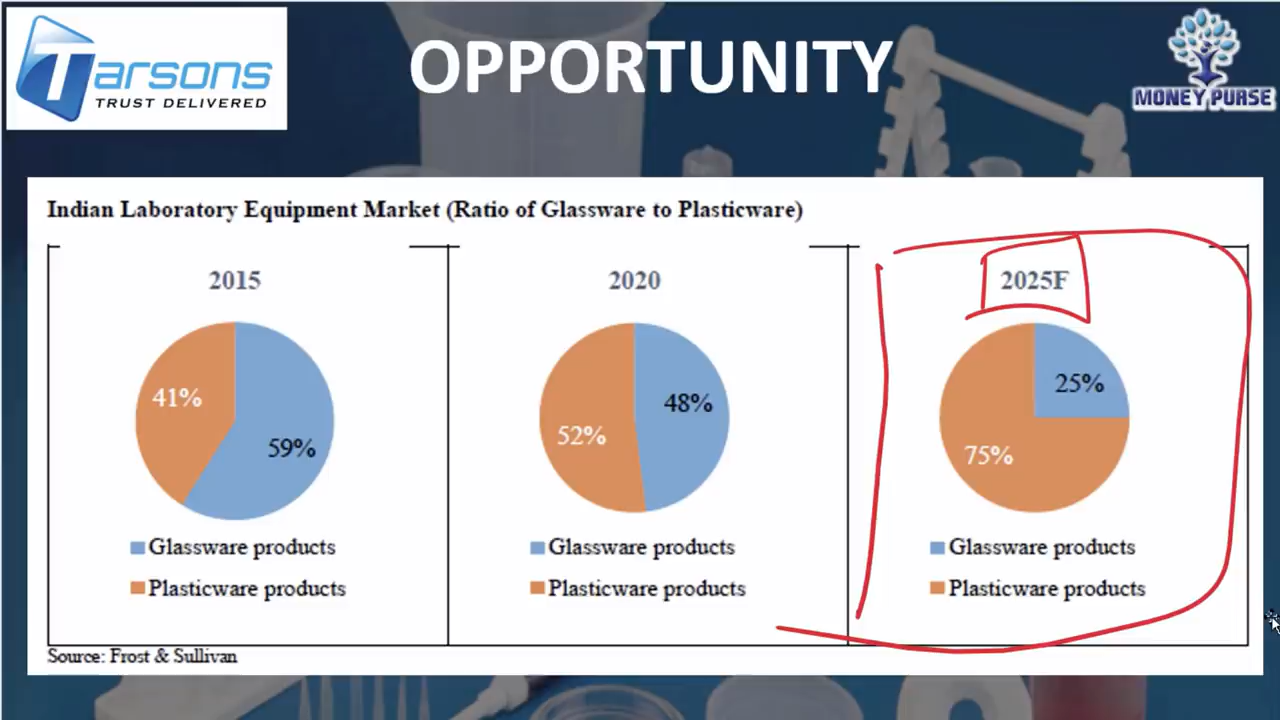 Tarsons
TRUST DELIVERED
OPPORTUNITY
MONEY PURSE
Indian Laboratory Equipment Market (Ratio of Glassware to Plasticware)
2015
41%
59%
Glassware products
Plasticware products
2020
48%
52%
Glassware products
Plasticware products
2025F
25%
75%
Glassware products
Plasticware products
Source: Frost & Sullivan